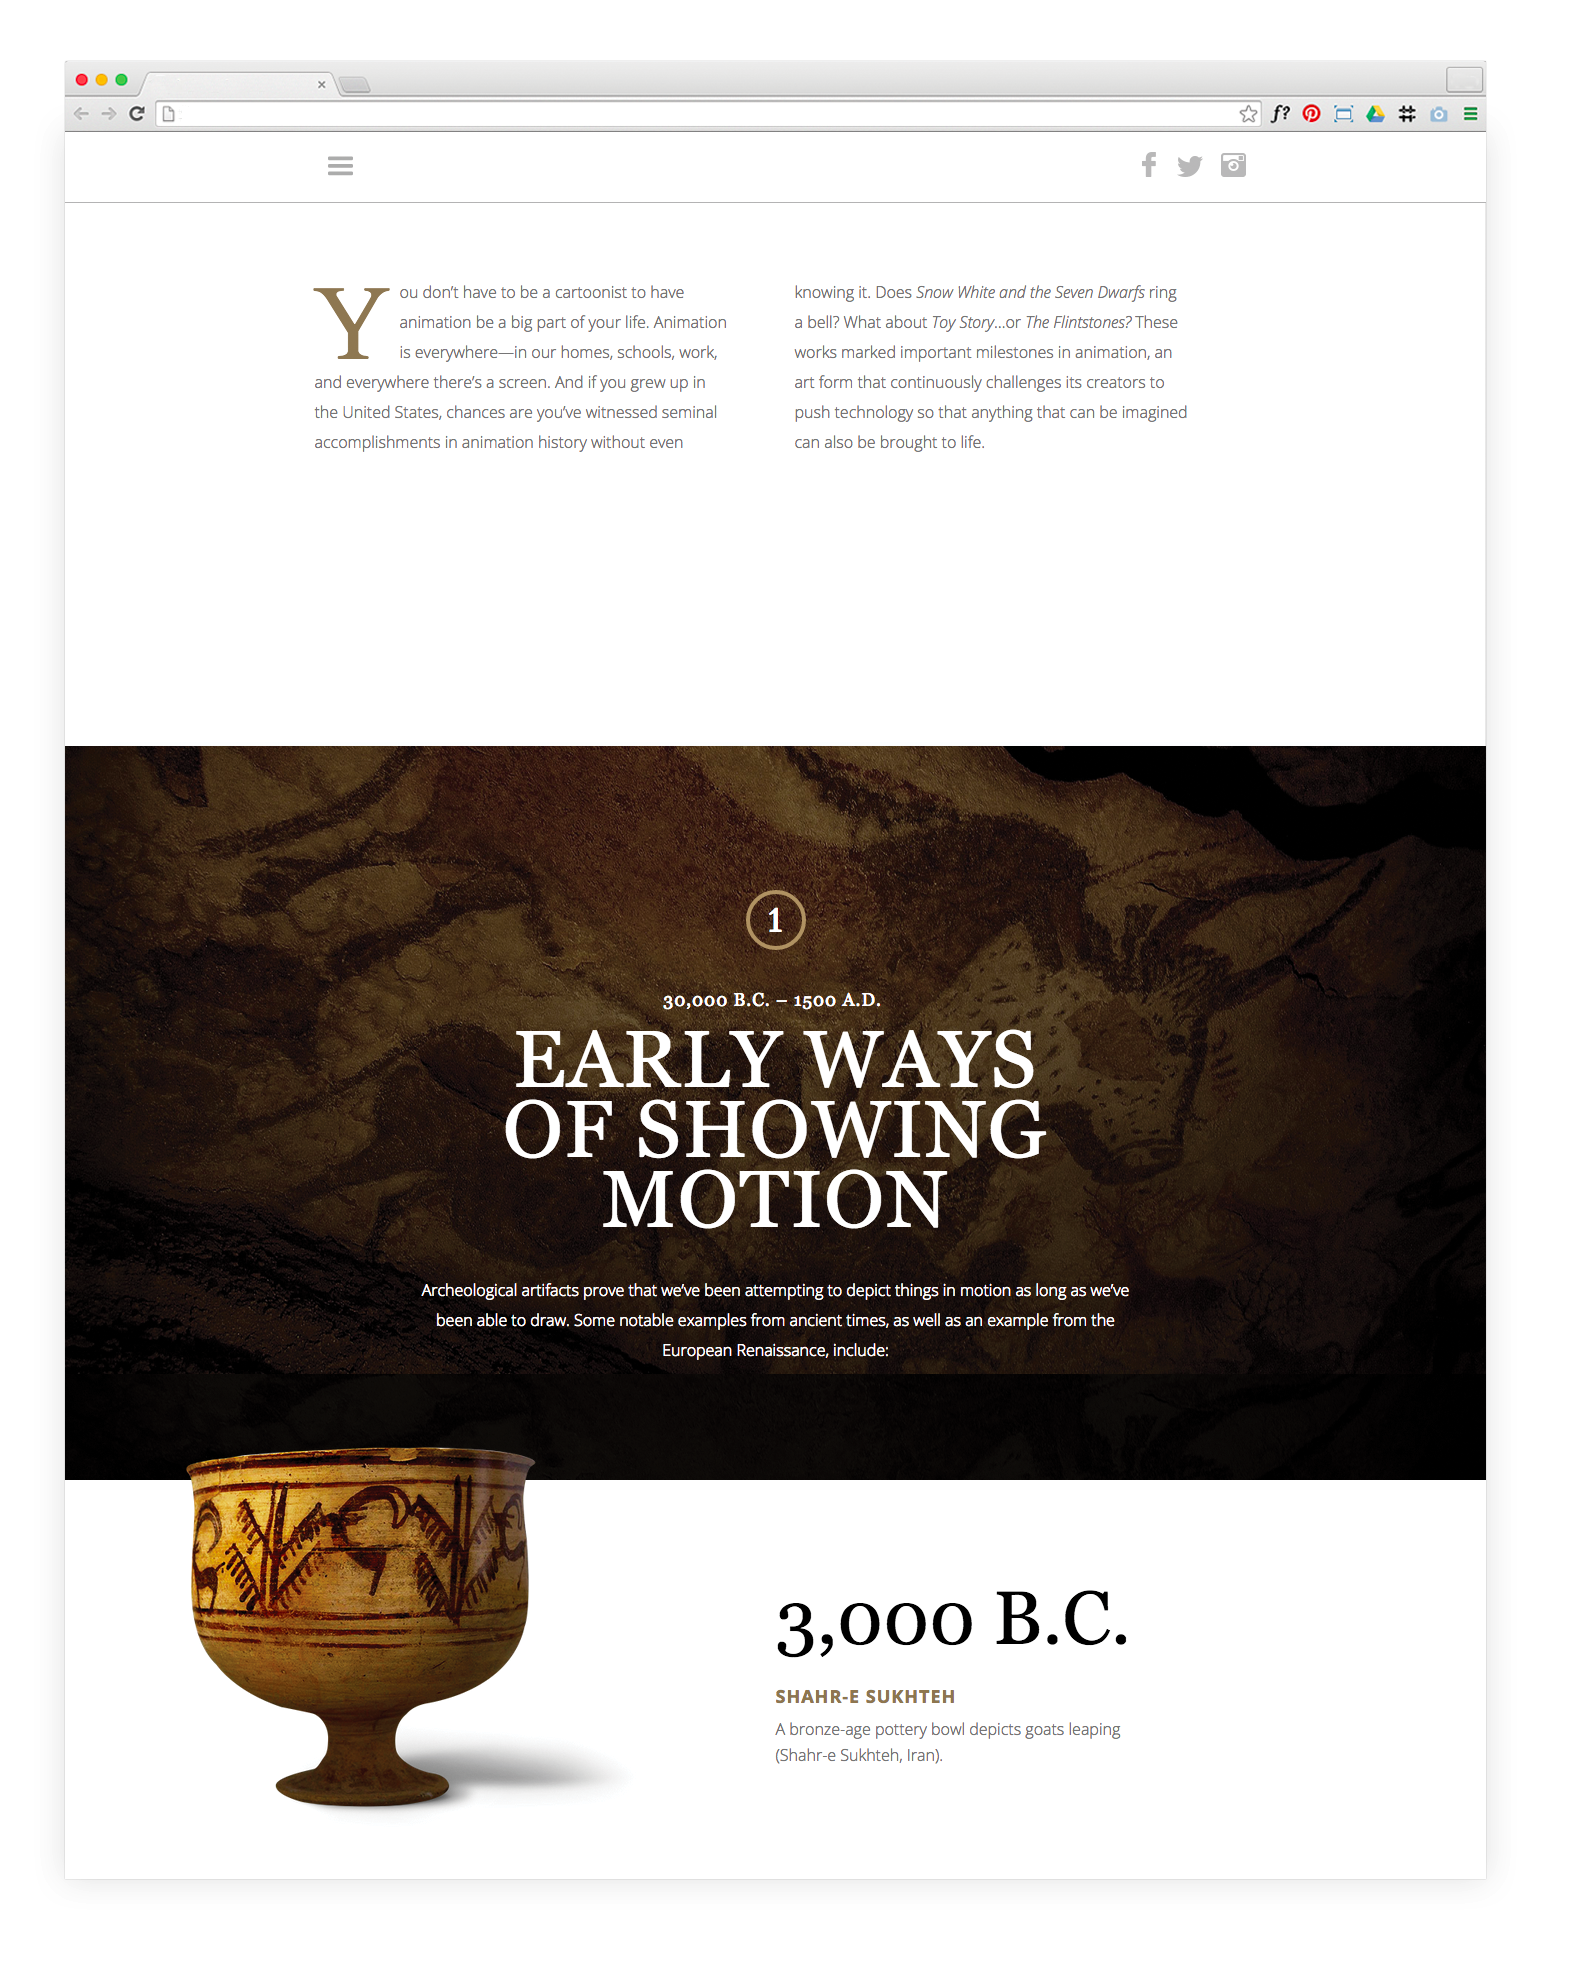 f?
You don’t have to be a cartoonist to have
animation be a big part of your life. Animation
is everywhere—in our homes, schools, work,
and everywhere there’s a screen. And if you grew up in
the United States, chances are you’ve witnessed seminal
accomplishments in animation history without even
knowing it. Does Snow White and the Seven Dwarfs ring
a bell? What about Toy Story...or The Flintstones? These
works marked important milestones in animation, an
art form that continuously challenges its creators to
push technology so that anything that can be imagined
can also be brought to life.
1
30,000 B.C. – 1500 A.D.
EARLY WAYS
OF SHOWING
MOTION
Archeological artifacts prove that we’ve been attempting to depict things in motion as long as we’ve
been able to draw. Some notable examples from ancient times, as well as an example from the
European Renaissance, include:
3,000 B.C.
SHAHR-E SUKHTEH
A bronze-age pottery bowl depicts goats leaping
(Shahr-e Sukhteh, Iran).